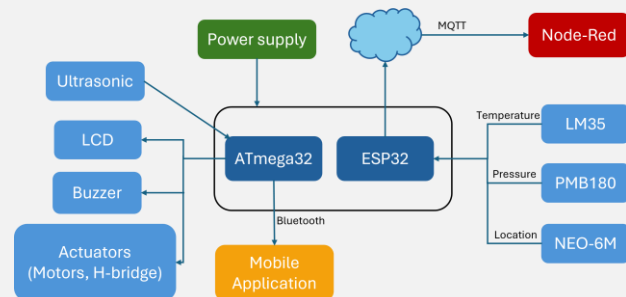 MQTT
Node-Red
Power supply
Ultrasonic
Temperature
LM35
LCD
ATmega32
ESP32
Pressure
PMB180
Buzzer
Bluetooth
Location
NEO-6M
Actuators
(Motors, H-bridge)
Mobile
Application